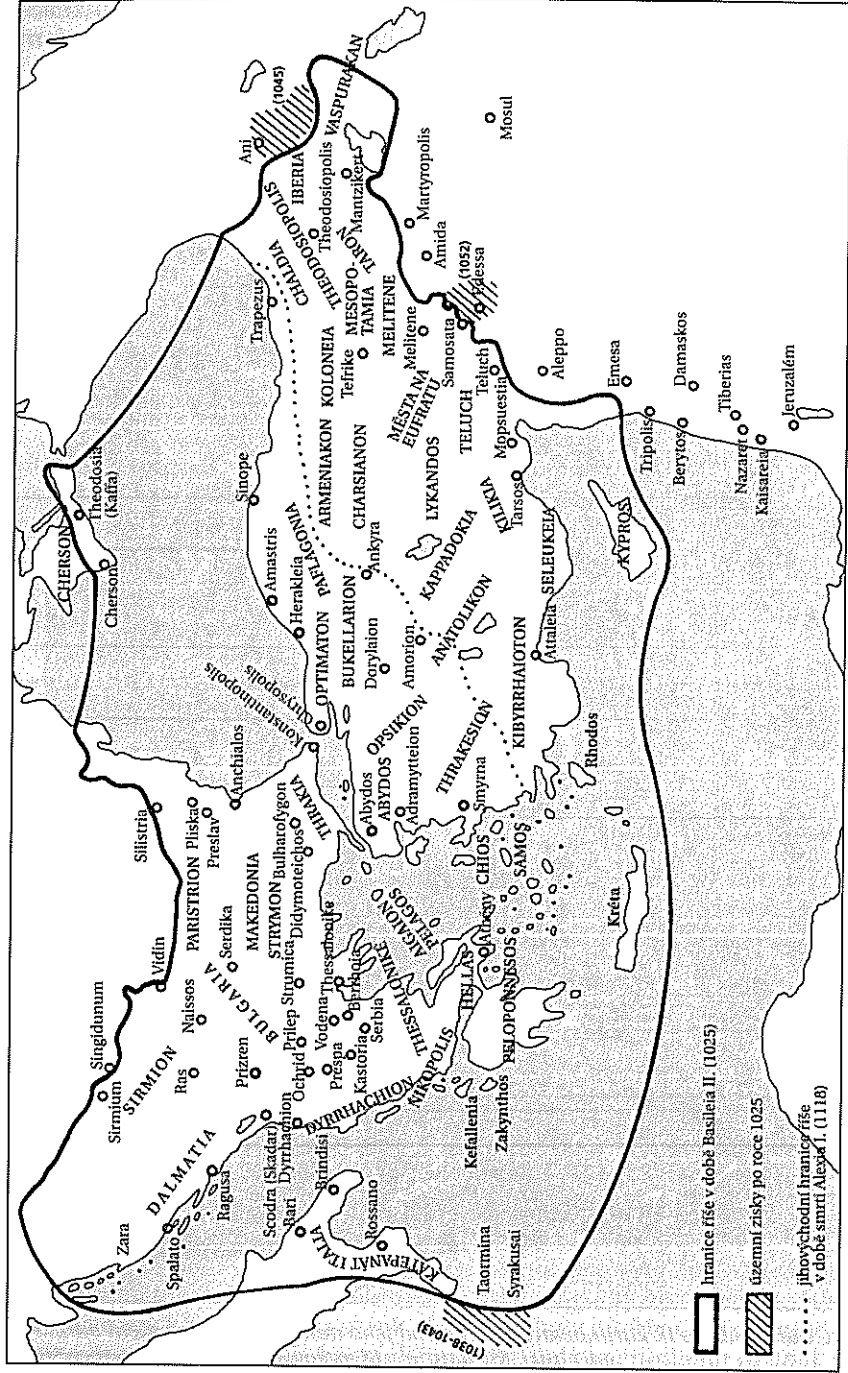 Zara
Spalato
DALMATIA
Ragusa
Scodra (Skadar)
Dyrrhachion
Bari
Brundisi
Rossano
KATEPANÁT ITALIA
Taormina
Syrakusai
(1038-1043)
Sirmium
Singidunum
SIRMION
Ras
Naissos
Vidin
Prizren
BULGARIA
Serdika
Ochrid
Prilep
Strumica
Prespa
Vodena
Kastoria
Serbia
Berrhoia
Thessalonike
DYRRHACHION
NIKOPOLIS
THESSALONIKE
Kefallenia
Zakynthos
HELLAS
Athény
PELOPONNESOS
Silistria
PARISTRION
Pliska
Preslav
Anchialos
MAKEDONIA
STRYMON
Bulharofygon
Didymoteichos
THRAKIA
Konstantinopolis
Chrysopolis
AIGAION
PELAGOS
Abydos
ABYDOS
Adramytteion
Smyrna
CHIOS
SAMOS
Kréta
Rhodos
OPSIKION
THRAKESION
KIBYRRHAIOTON
OPTIMATON
BUKELLARION
Dorylaion
Amorion
ANATOLIKON
Attaleia
SELEUKEIA
Herakleia
Amastris
PAFLAGONIA
Ankyra
KAPPADOKIA
Sinope
ARMENIAKON
CHARSIANON
LYKANDOS
KILIKIA
Tarsos
Mopsuestia
KYPROS
CHERSON
Cherson
Theodosia
(Kaffa)
Trapezus
CHALDIA
KOLONEIA
Tefrike
MESOPO-
TAMIA
MELITENE
Melitene
MĚSTA NA
EUFRATU
TELUCH
Teluch
Samosata
Edessa
(1052)
THEODOSIOPOLIS
Theodosiopolis
IBERIA
TARON
Mantzikert
VASPURAKAN
Ani
(1045)
Martyropolis
Amida
Mosul
Aleppo
Emesa
Tripolis
Berytos
Damaskos
Tiberias
Nazaret
Kaisareia
Jeruzalém
hranice říše v době Basileia II. (1025)
územní zisky po roce 1025
jihovýchodní hranice říše
v době smrti Alexia I. (1118)